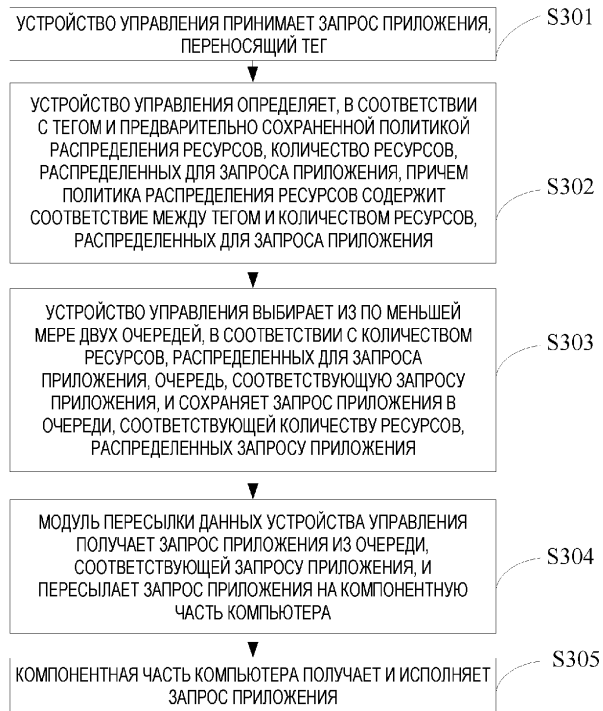 УСТРОЙСТВО УПРАВЛЕНИЯ ПРИНИМАЕТ ЗАПРОС ПРИЛОЖЕНИЯ,
ПЕРЕНОСЯЩИЙ ТЕГ
S301
УСТРОЙСТВО УПРАВЛЕНИЯ ОПРЕДЕЛЯЕТ, В СООТВЕТСТВИИ
С ТЕГОМ И ПРЕДВАРИТЕЛЬНО СОХРАНЕННОЙ ПОЛИТИКОЙ
РАСПРЕДЕЛЕНИЯ РЕСУРСОВ, КОЛИЧЕСТВО РЕСУРСОВ,
РАСПРЕДЕЛЕННЫХ ДЛЯ ЗАПРОСА ПРИЛОЖЕНИЯ, ПРИЧЕМ
ПОЛИТИКА РАСПРЕДЕЛЕНИЯ РЕСУРСОВ СОДЕРЖИТ
СООТВЕТСТВИЕ МЕЖДУ ТЕГОМ И КОЛИЧЕСТВОМ РЕСУРСОВ,
РАСПРЕДЕЛЕННЫХ ДЛЯ ЗАПРОСА ПРИЛОЖЕНИЯ
S302
УСТРОЙСТВО УПРАВЛЕНИЯ ВЫБИРАЕТ ИЗ ПО МЕНЬШЕЙ
МЕРЕ ДВУХ ОЧЕРЕДЕЙ, В СООТВЕТСТВИИ С КОЛИЧЕСТВОМ
РЕСУРСОВ, РАСПРЕДЕЛЕННЫХ ДЛЯ ЗАПРОСА
ПРИЛОЖЕНИЯ, ОЧЕРЕДЬ, СООТВЕТСТВУЮЩУЮ ЗАПРОСУ
ПРИЛОЖЕНИЯ, И СОХРАНЯЕТ ЗАПРОС ПРИЛОЖЕНИЯ В
ОЧЕРЕДИ, СООТВЕТСТВУЮЩЕЙ КОЛИЧЕСТВУ РЕСУРСОВ,
РАСПРЕДЕЛЕННЫХ ЗАПРОСУ ПРИЛОЖЕНИЯ
S303
МОДУЛЬ ПЕРЕСЫЛКИ ДАННЫХ УСТРОЙСТВА УПРАВЛЕНИЯ
ПОЛУЧАЕТ ЗАПРОС ПРИЛОЖЕНИЯ ИЗ ОЧЕРЕДИ,
СООТВЕТСТВУЮЩЕЙ ЗАПРОСУ ПРИЛОЖЕНИЯ, И
ПЕРЕСЫЛАЕТ ЗАПРОС ПРИЛОЖЕНИЯ НА КОМПОНЕНТНУЮ
ЧАСТЬ КОМПЬЮТЕРА
S304
КОМПОНЕНТНАЯ ЧАСТЬ КОМПЬЮТЕРА ПОЛУЧАЕТ И ИСПОЛНЯЕТ
ЗАПРОС ПРИЛОЖЕНИЯ
S305